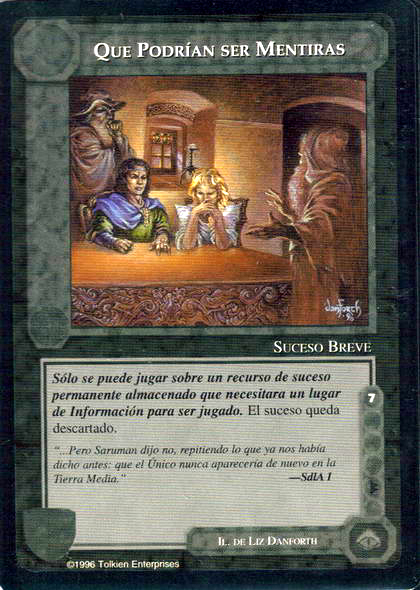 QUE PODRÍAN SER MENTIRAS
danforth
96
SUCESO BREVE
Sólo se puede jugar sobre un recurso de suceso
permanente almacenado que necesitara un lugar
de Información para ser jugado. El suceso queda
descartado.
7
"...Pero Saruman dijo no, repitiendo lo que ya nos había
dicho antes: que el Único nunca aparecería de nuevo en la
Tierra Media."
—SdlA I
IL. DE LIZ DANFORTH
©1996 Tolkien Enterprises